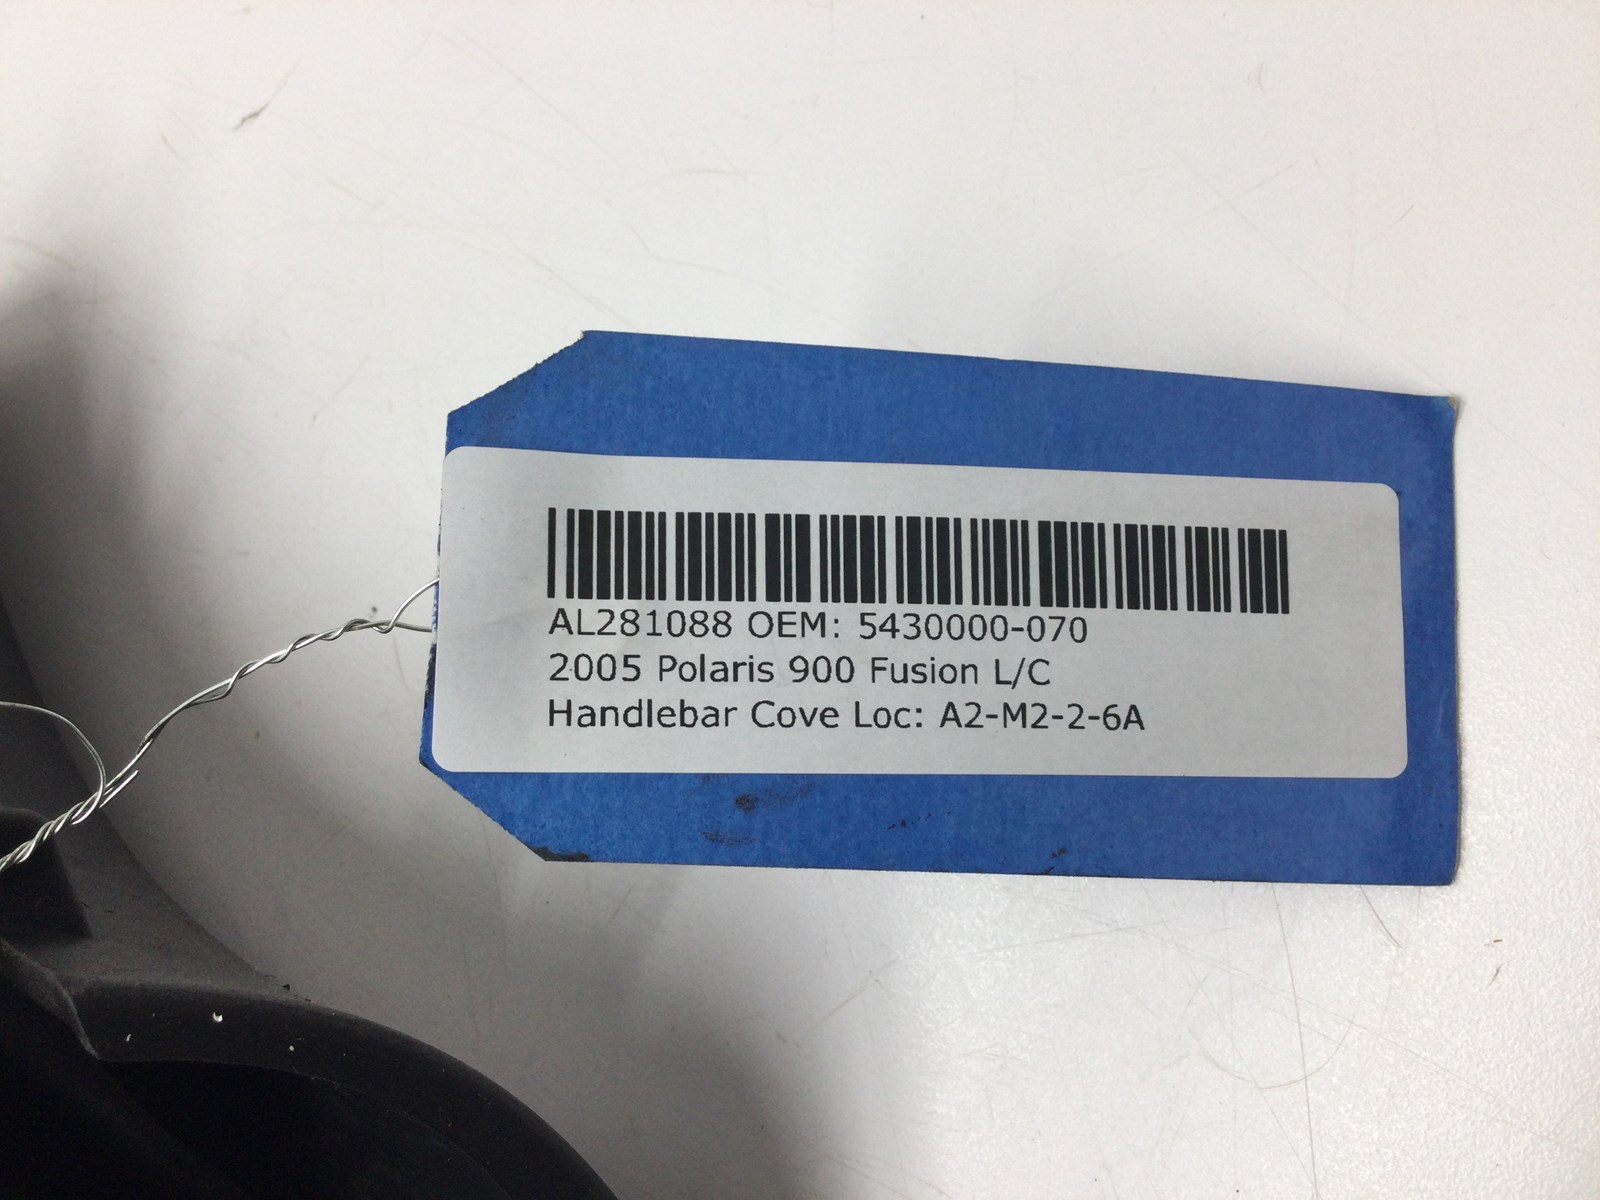 AL281088 OEM: 5430000-070
2005 Polaris 900 Fusion L/C
Handlebar Cove Loc: A2-M2-2-6A